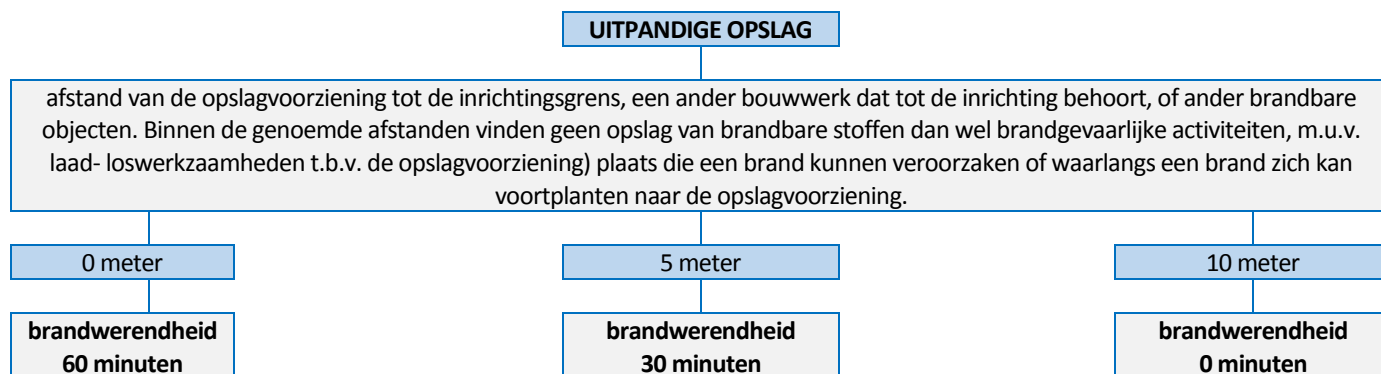 UITPANDIGE OPSLAG
afstand van de opslagvoorziening tot de inrichtingsgrens, een ander bouwwerk dat tot de inrichting behoort, of ander brandbare
objecten. Binnen de genoemde afstanden vinden geen opslag van brandbare stoffen dan wel brandgevaarlijke activiteiten, m.u.v.
laad- loswerkzaamheden t.b.v. de opslagvoorziening) plaats die een brand kunnen veroorzaken of waarlangs een brand zich kan
voortplanten naar de opslagvoorziening.
0 meter
5 meter
10 meter
brandwerendheid
60 minuten
brandwerendheid
30 minuten
brandwerendheid
0 minuten